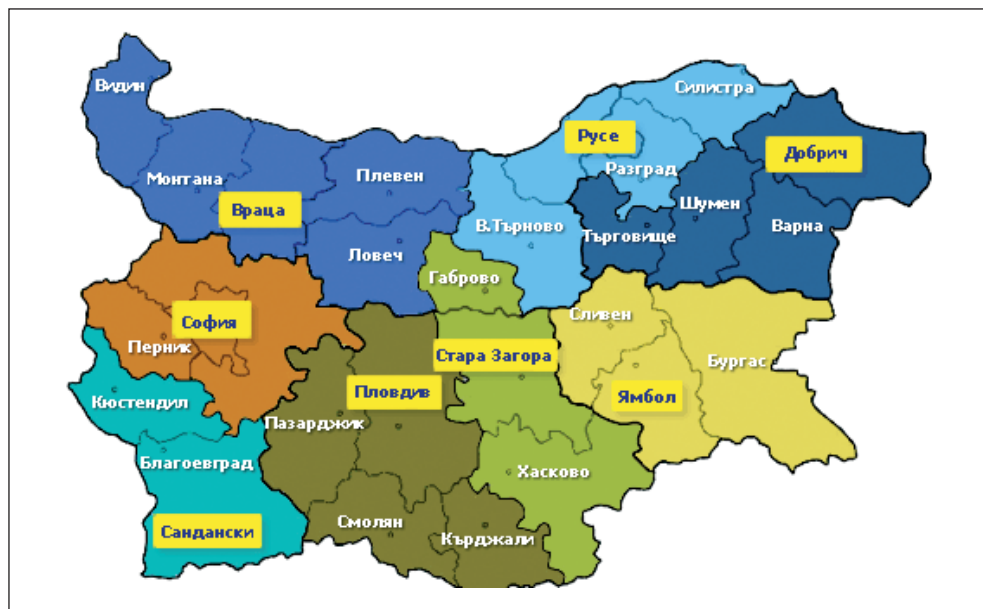 Видин
Силистра
Русе
Добрич
Разград
Монтана
Плевен
Враца
Шумен
В.Търново
Търговище
Варна
Ловеч
Габрово
София
Сливен
Перник
Стара Загора
Бургас
Кюстендил
Пловдив
Ямбол
Пазарджик
Благоевград
Хасково
Смолян
Сандански
Кърджали